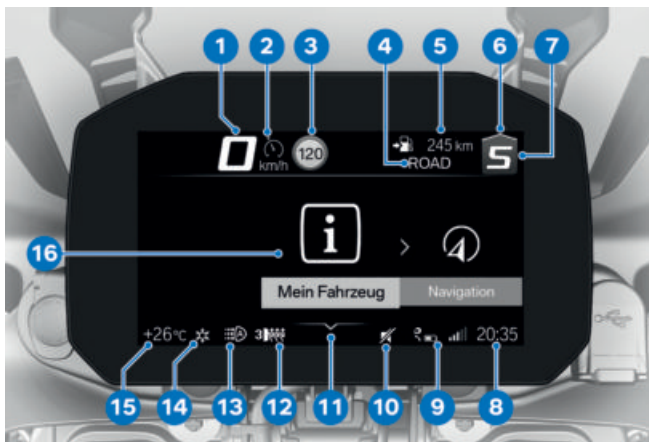 1 2 3 4 5 6 7
0 km/h 120 245 km S
ROAD
16
i
Mein Fahrzeug Navigation
+26°C A 3 20:35
15 14 13 12 11 10 9 8